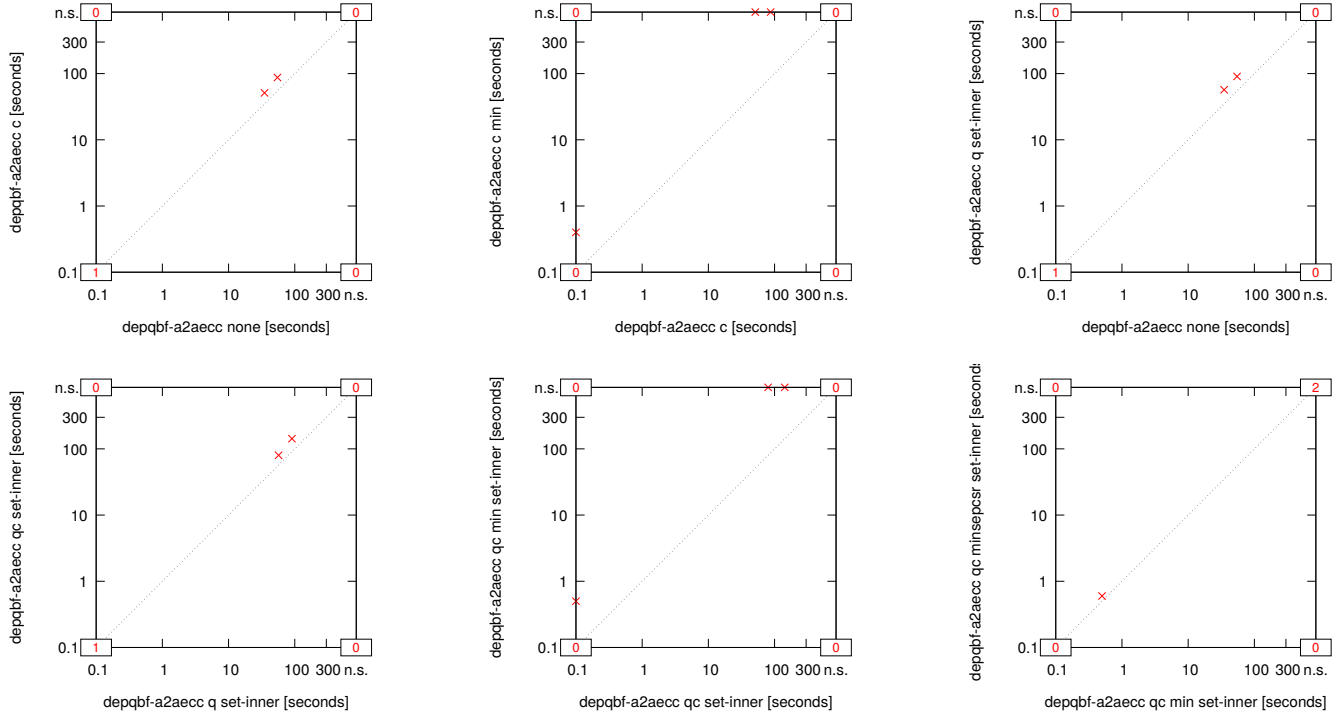 depqbf-a2aecc c [seconds]
n.s.
300
100
10
1
0.1
0
0
1
0
0.1 1 10 100 300 n.s.
depqbf-a2aecc none [seconds]
depqbf-a2aecc c min [seconds]
n.s.
300
100
10
1
0.1
0
0
0
0
0.1 1 10 100 300 n.s.
depqbf-a2aecc c [seconds]
depqbf-a2aecc q set-inner [seconds]
n.s.
300
100
10
1
0.1
0
0
1
0
0.1 1 10 100 300 n.s.
depqbf-a2aecc none [seconds]
depqbf-a2aecc qc set-inner [seconds]
n.s.
300
100
10
1
0.1
0
0
1
0
0.1 1 10 100 300 n.s.
depqbf-a2aecc q set-inner [seconds]
depqbf-a2aecc qc min set-inner [seconds]
n.s.
300
100
10
1
0.1
0
0
0
0
0.1 1 10 100 300 n.s.
depqbf-a2aecc qc set-inner [seconds]
depqbf-a2aecc qc minsepcsr set-inner [second
n.s.
300
100
10
1
0.1
0
2
0
0
0.1 1 10 100 300 n.s.
depqbf-a2aecc qc min set-inner [seconds]